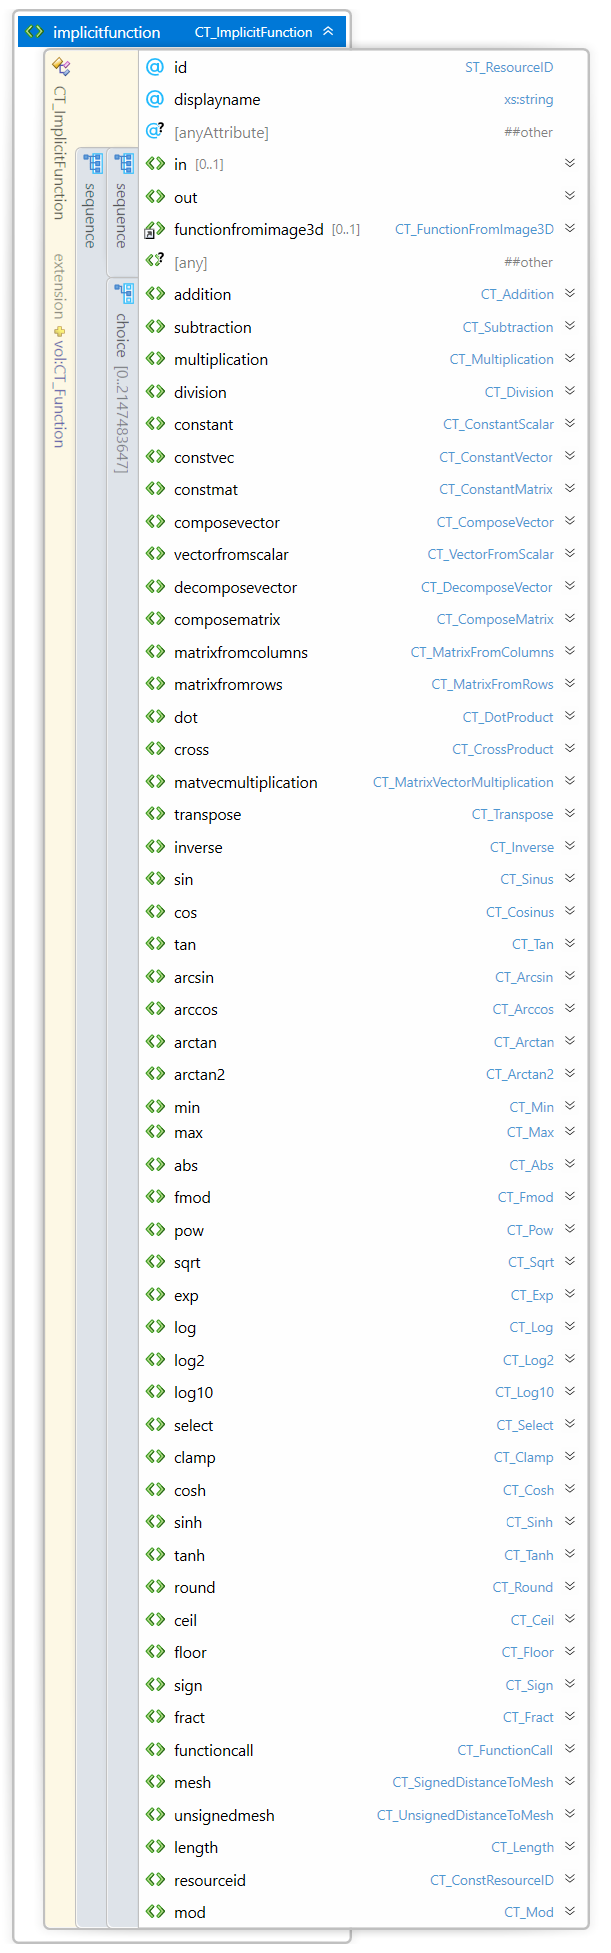 implicitfunction CT_ImplicitFunction
CT_ImplicitFunction extension vol:CT_Function
sequence
sequence
choice [0..2147483647]
@ id ST_ResourceID
@ displayname xs:string
@? [anyAttribute] ##other
in [0..1]
out
functionfromimage3d [0..1] CT_FunctionFromImage3D
? [any] ##other
addition CT_Addition
subtraction CT_Subtraction
multiplication CT_Multiplication
division CT_Division
constant CT_ConstantScalar
constvec CT_ConstantVector
constmat CT_ConstantMatrix
composevector CT_ComposeVector
vectorfromscalar CT_VectorFromScalar
decomposevector CT_DecomposeVector
composematrix CT_ComposeMatrix
matrixfromcolumns CT_MatrixFromColumns
matrixfromrows CT_MatrixFromRows
dot CT_DotProduct
cross CT_CrossProduct
matvecmultiplication CT_MatrixVectorMultiplication
transpose CT_Transpose
inverse CT_Inverse
sin CT_Sinus
cos CT_Cosinus
tan CT_Tan
arcsin CT_Arcsin
arccos CT_Arccos
arctan CT_Arctan
arctan2 CT_Arctan2
min CT_Min
max CT_Max
abs CT_Abs
fmod CT_Fmod
pow CT_Pow
sqrt CT_Sqrt
exp CT_Exp
log CT_Log
log2 CT_Log2
log10 CT_Log10
select CT_Select
clamp CT_Clamp
cosh CT_Cosh
sinh CT_Sinh
tanh CT_Tanh
round CT_Round
ceil CT_Ceil
floor CT_Floor
sign CT_Sign
fract CT_Fract
functioncall CT_FunctionCall
mesh CT_SignedDistanceToMesh
unsignedmesh CT_UnsignedDistanceToMesh
length CT_Length
resourceid CT_ConstResourceID
mod CT_Mod